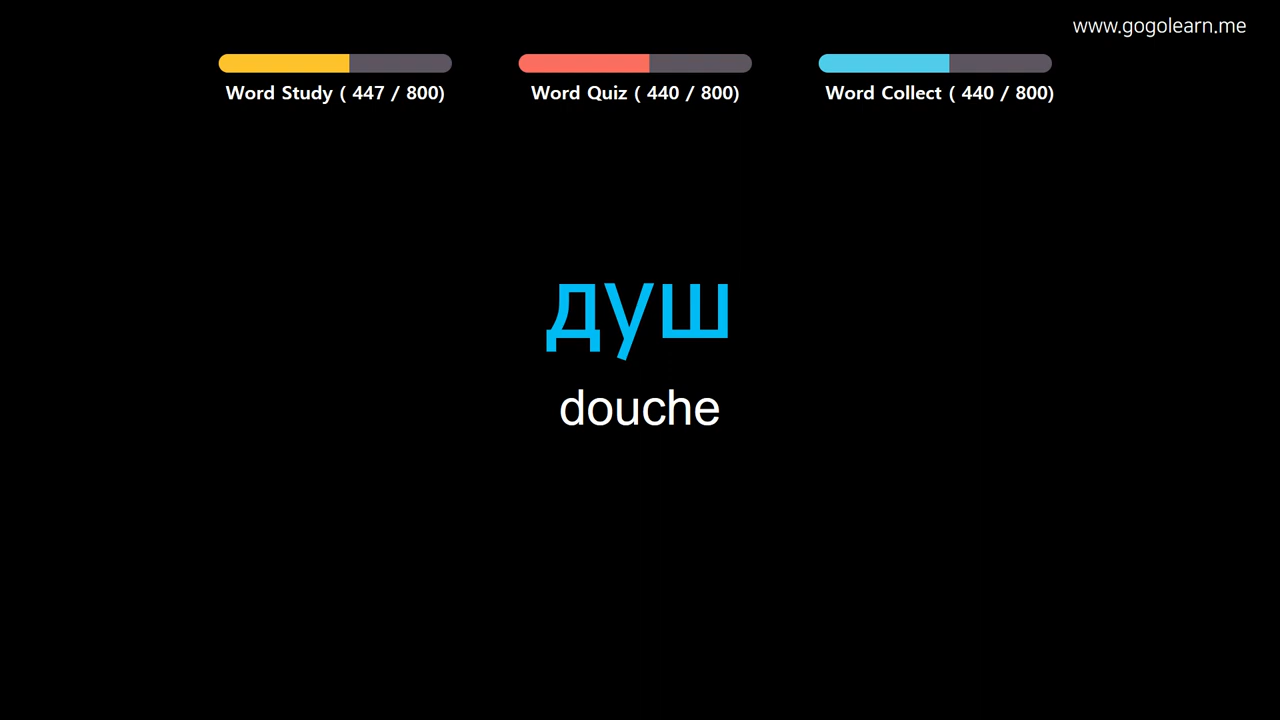 www.gogolearn.me
Word Study ( 447 / 800)
Word Quiz ( 440 / 800)
Word Collect ( 440 / 800)
душ
douche